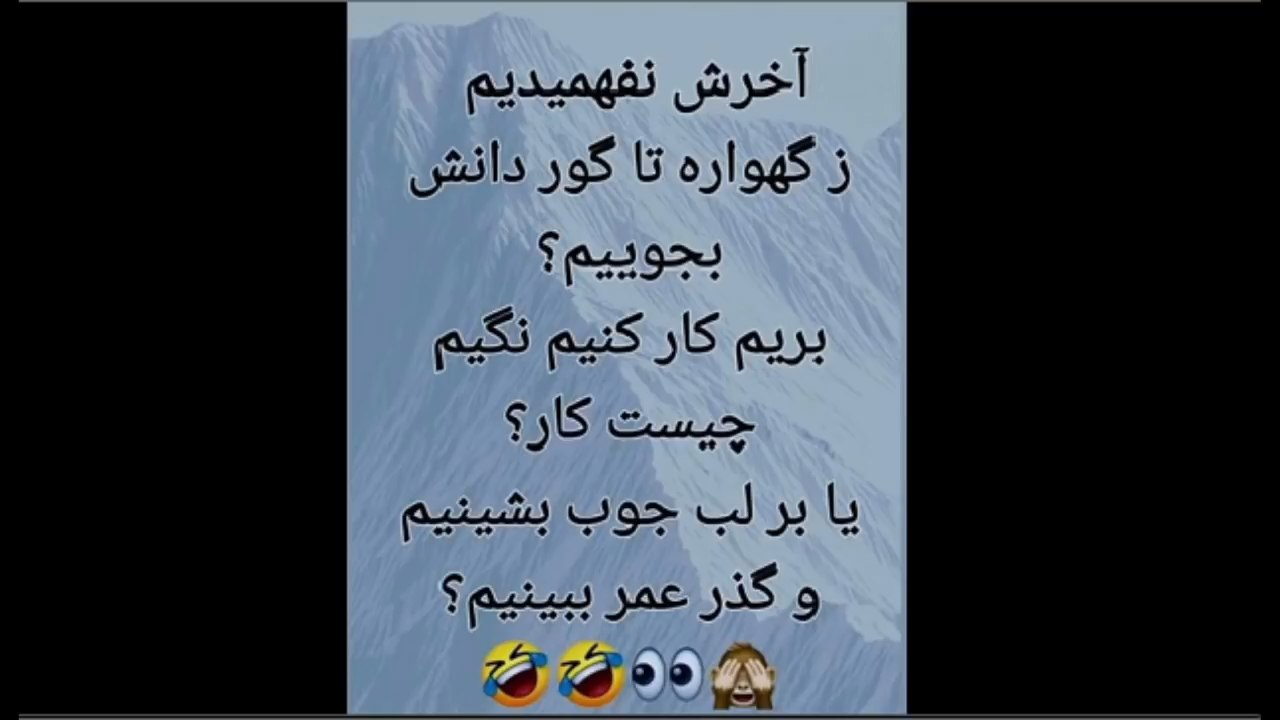 آخرش نفهمیدیم
ز گهواره تا گور دانش
بجوییم؟
بریم کار کنیم نگیم
چیست کار؟
یا بر لب جوب بشینیم
و گذر عمر ببینیم؟
🙈👀🤣🤣